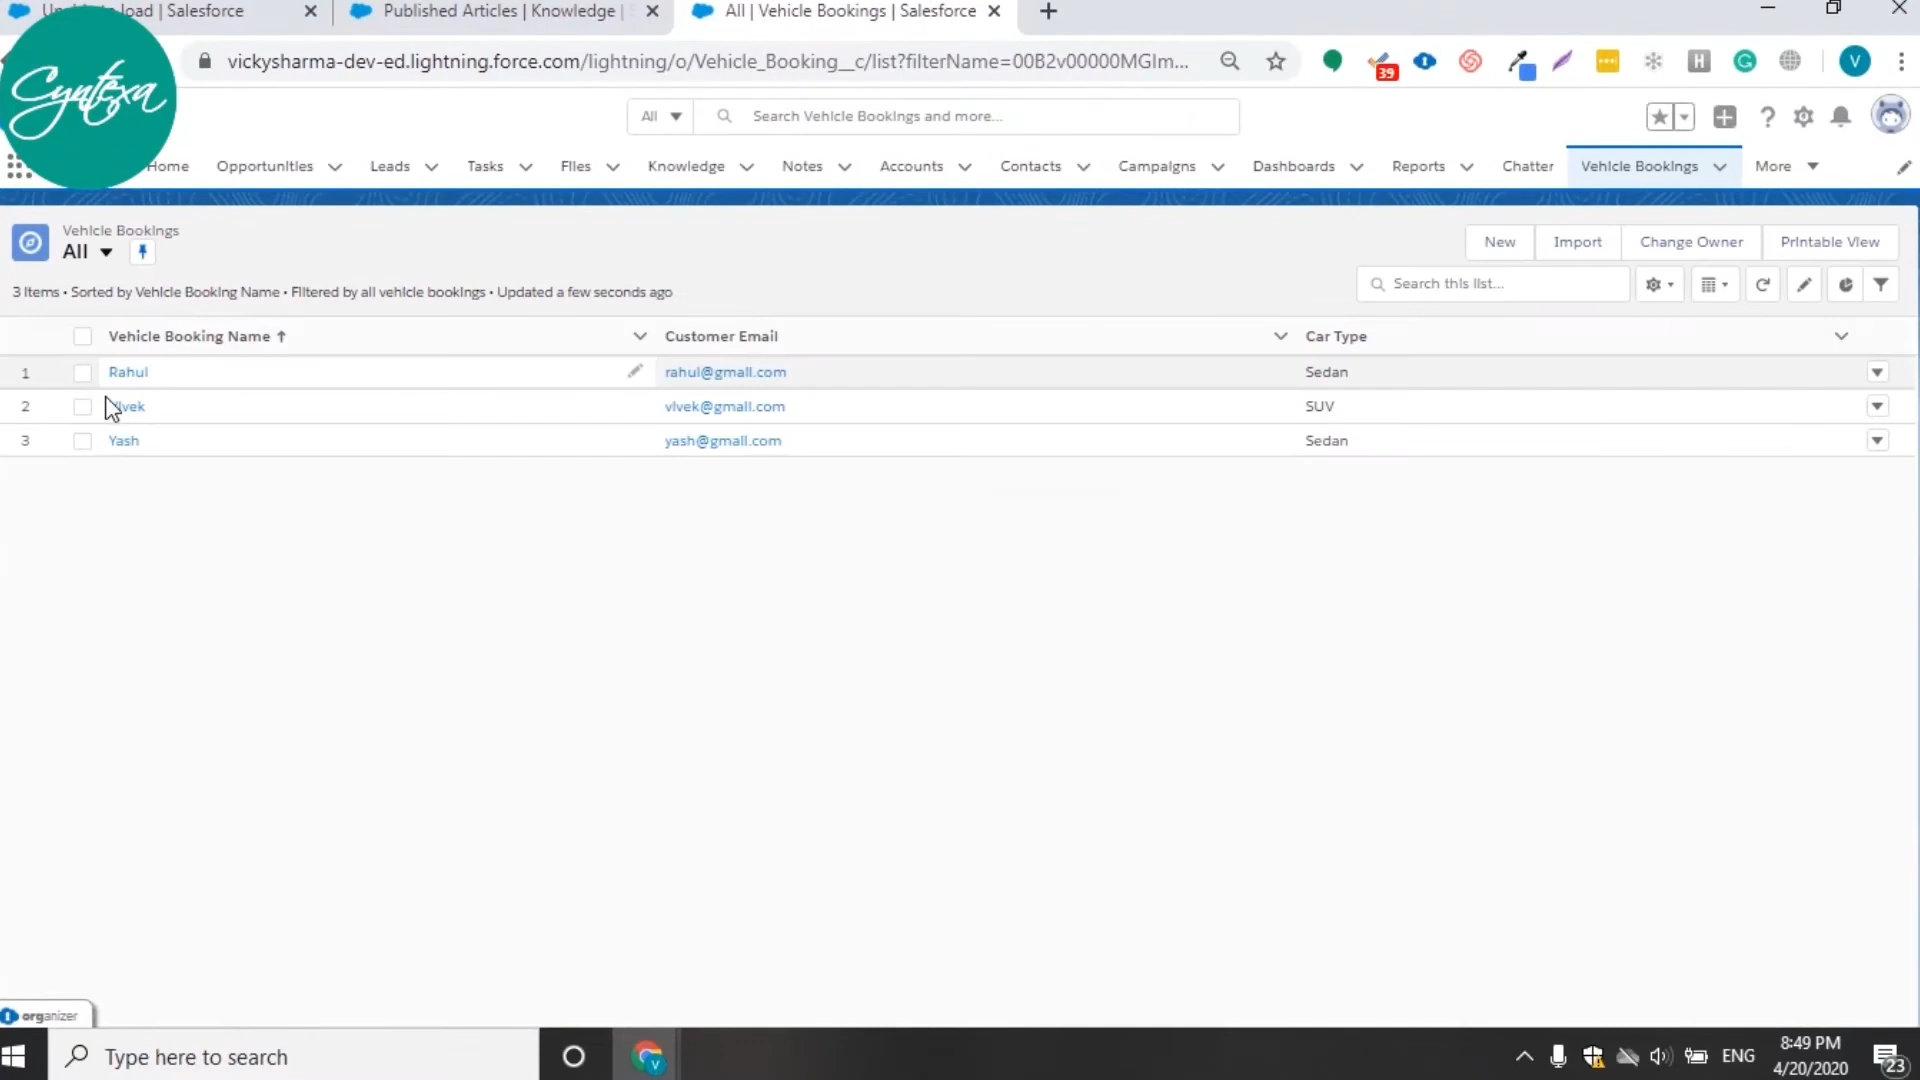 load | Salesforce
Published Articles | Knowledge |
All | Vehicle Bookings | Salesforce
Cyntexa
vickysharma-dev-ed.lightning.force.com/lightning/o/Vehicle_Booking__c/list?filterName=00B2v00000MGIm...
39
H
G
V
All
Search Vehicle Bookings and more...
Home
Opportunities
Leads
Tasks
Files
Knowledge
Notes
Accounts
Contacts
Campaigns
Dashboards
Reports
Chatter
Vehicle Bookings
More
Vehicle Bookings
All
New
Import
Change Owner
Printable View
3 items • Sorted by Vehicle Booking Name • Filtered by all vehicle bookings • Updated a few seconds ago
Search this list...
Vehicle Booking Name
Customer Email
Car Type
1 Rahul rahul@gmail.com Sedan
2 Vivek vivek@gmail.com SUV
3 Yash yash@gmail.com Sedan
organizer
Type here to search
V
ENG
8:49 PM
4/20/2020
23